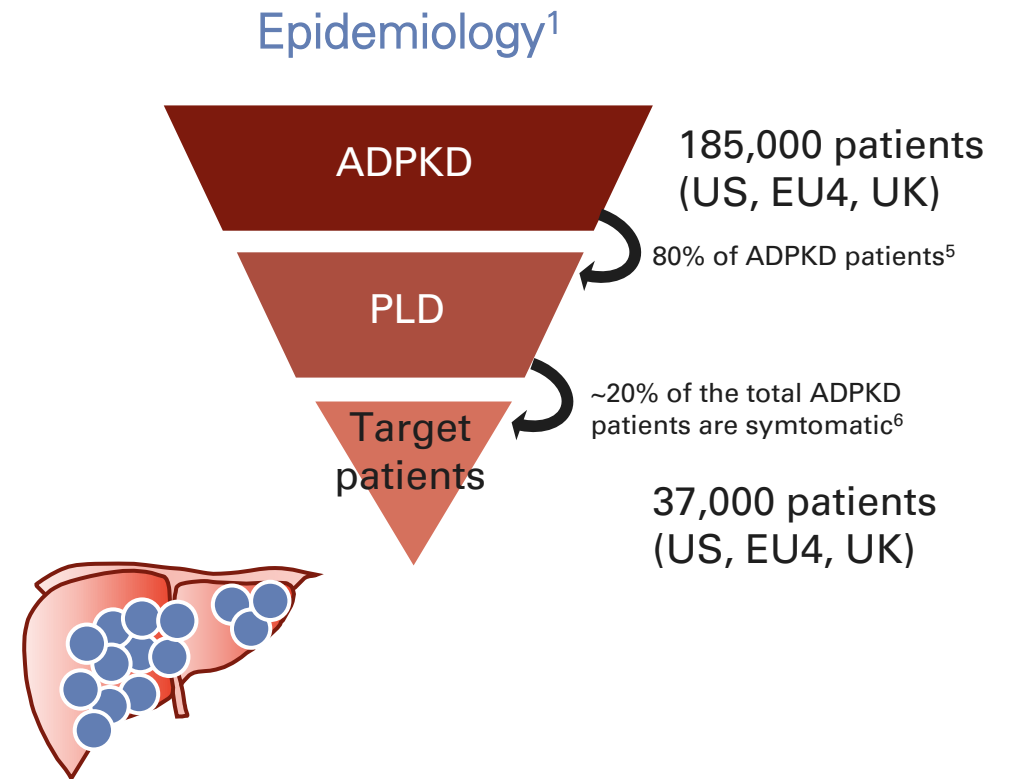 Epidemiology¹
ADPKD
185,000 patients
(US, EU4, UK)
80% of ADPKD patients⁵
PLD
~20% of the total ADPKD
patients are symtomatic⁶
Target
patients
37,000 patients
(US, EU4, UK)